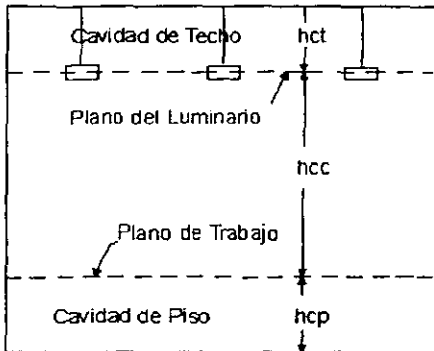 Cavidad de Techo
hct
Plano del Luminario
hcc
Plano de Trabajo
Cavidad de Piso
hcp